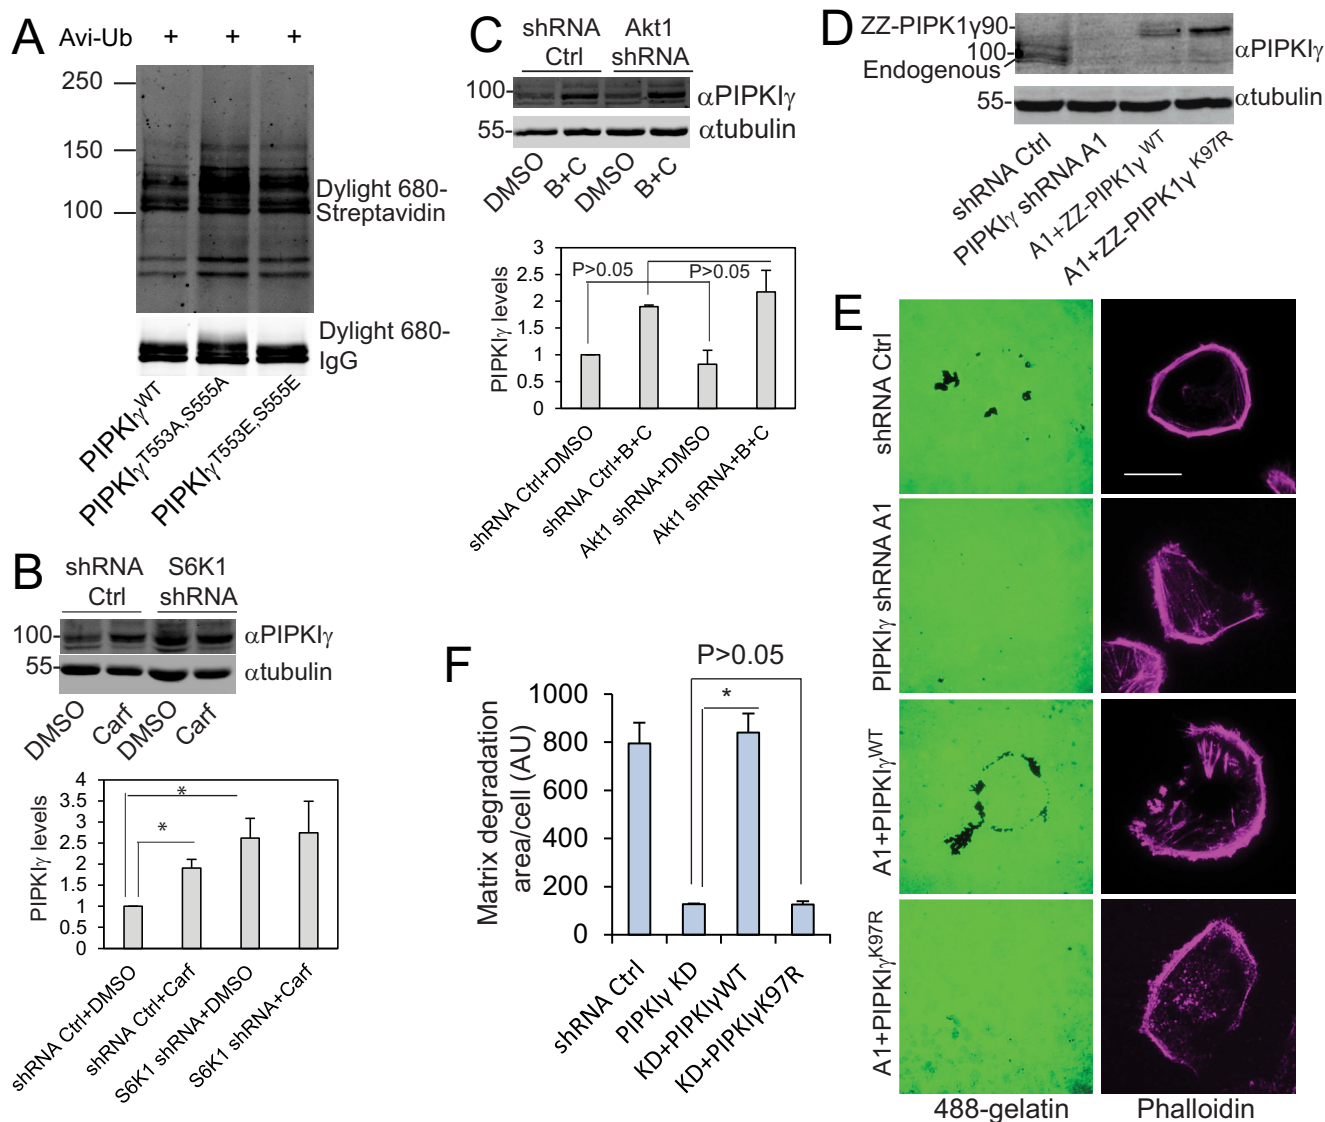 A
Avi-Ub + + +
250
150
100
Dylight 680-
Streptavidin
Dylight 680-
IgG
PIPKIγWT
PIPKIγT553A,S555A
PIPKIγT553E,S555E
B
shRNA Ctrl
S6K1 shRNA
100-
αPIPKIγ
55-
αtubulin
DMSO Carf DMSO Carf
PIPKIγ levels
4
3.5
3
2.5
2
1.5
1
0.5
0
*
*
shRNA Ctrl+DMSO
shRNA Ctrl+Carf
S6K1 shRNA+DMSO
S6K1 shRNA+Carf
C
shRNA Ctrl
Akt1 shRNA
100-
αPIPKIγ
55-
αtubulin
DMSO B+C DMSO B+C
PIPKIγ levels
3
2.5
2
1.5
1
0.5
0
P>0.05
P>0.05
shRNA Ctrl+DMSO
shRNA Ctrl+B+C
Akt1 shRNA+DMSO
Akt1 shRNA+B+C
D
ZZ-PIPK1γ90-
100-
Endogenous
αPIPKIγ
55-
αtubulin
shRNA Ctrl
PIPKIγ shRNA A1
A1+ZZ-PIPK1γWT
A1+ZZ-PIPK1γK97R
E
shRNA Ctrl
PIPKIγ shRNA A1
A1+PIPKIγWT
A1+PIPKIγK97R
488-gelatin
Phalloidin
F
Matrix degradation
area/cell (AU)
1000
800
600
400
200
0
P>0.05
*
shRNA Ctrl
PIPKIγ KD
KD+PIPKIγWT
KD+PIPKIγK97R